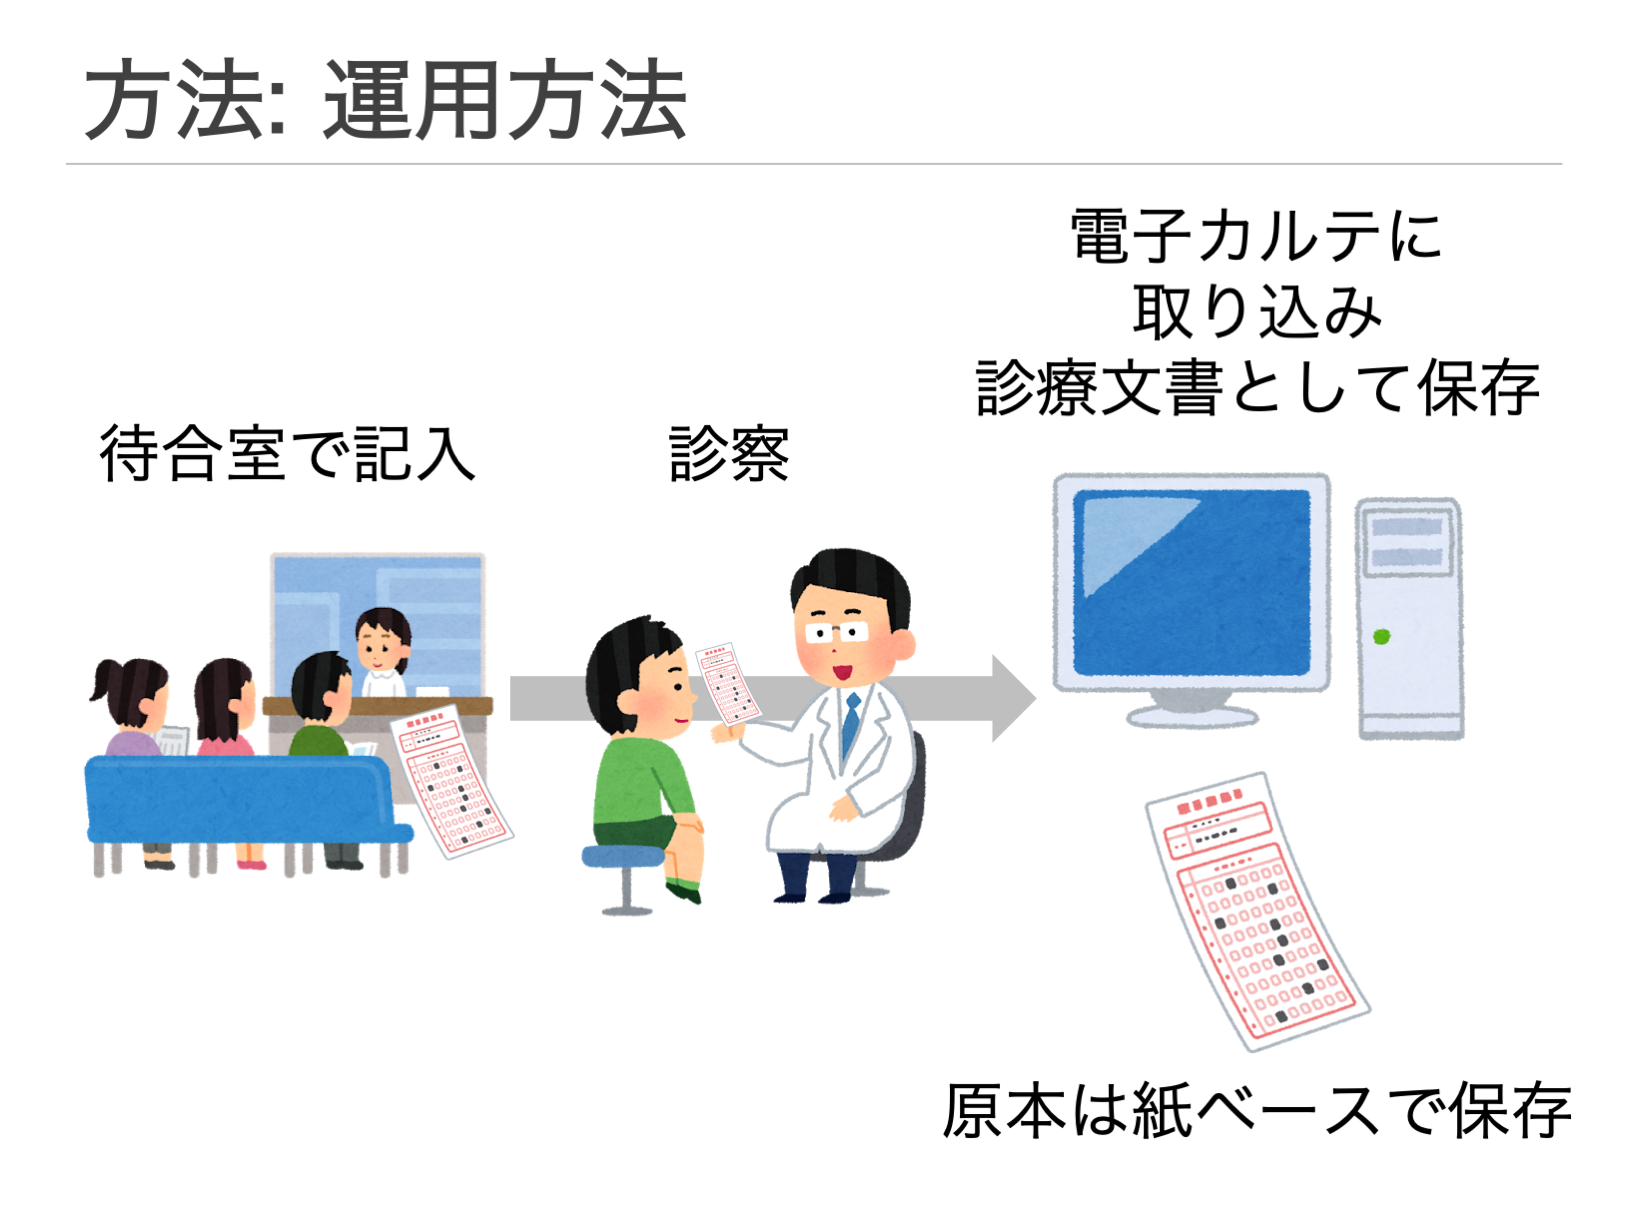 方法: 運用方法
待合室で記入
診察
電子カルテに
取り込み
診療文書として保存
原本は紙ベースで保存